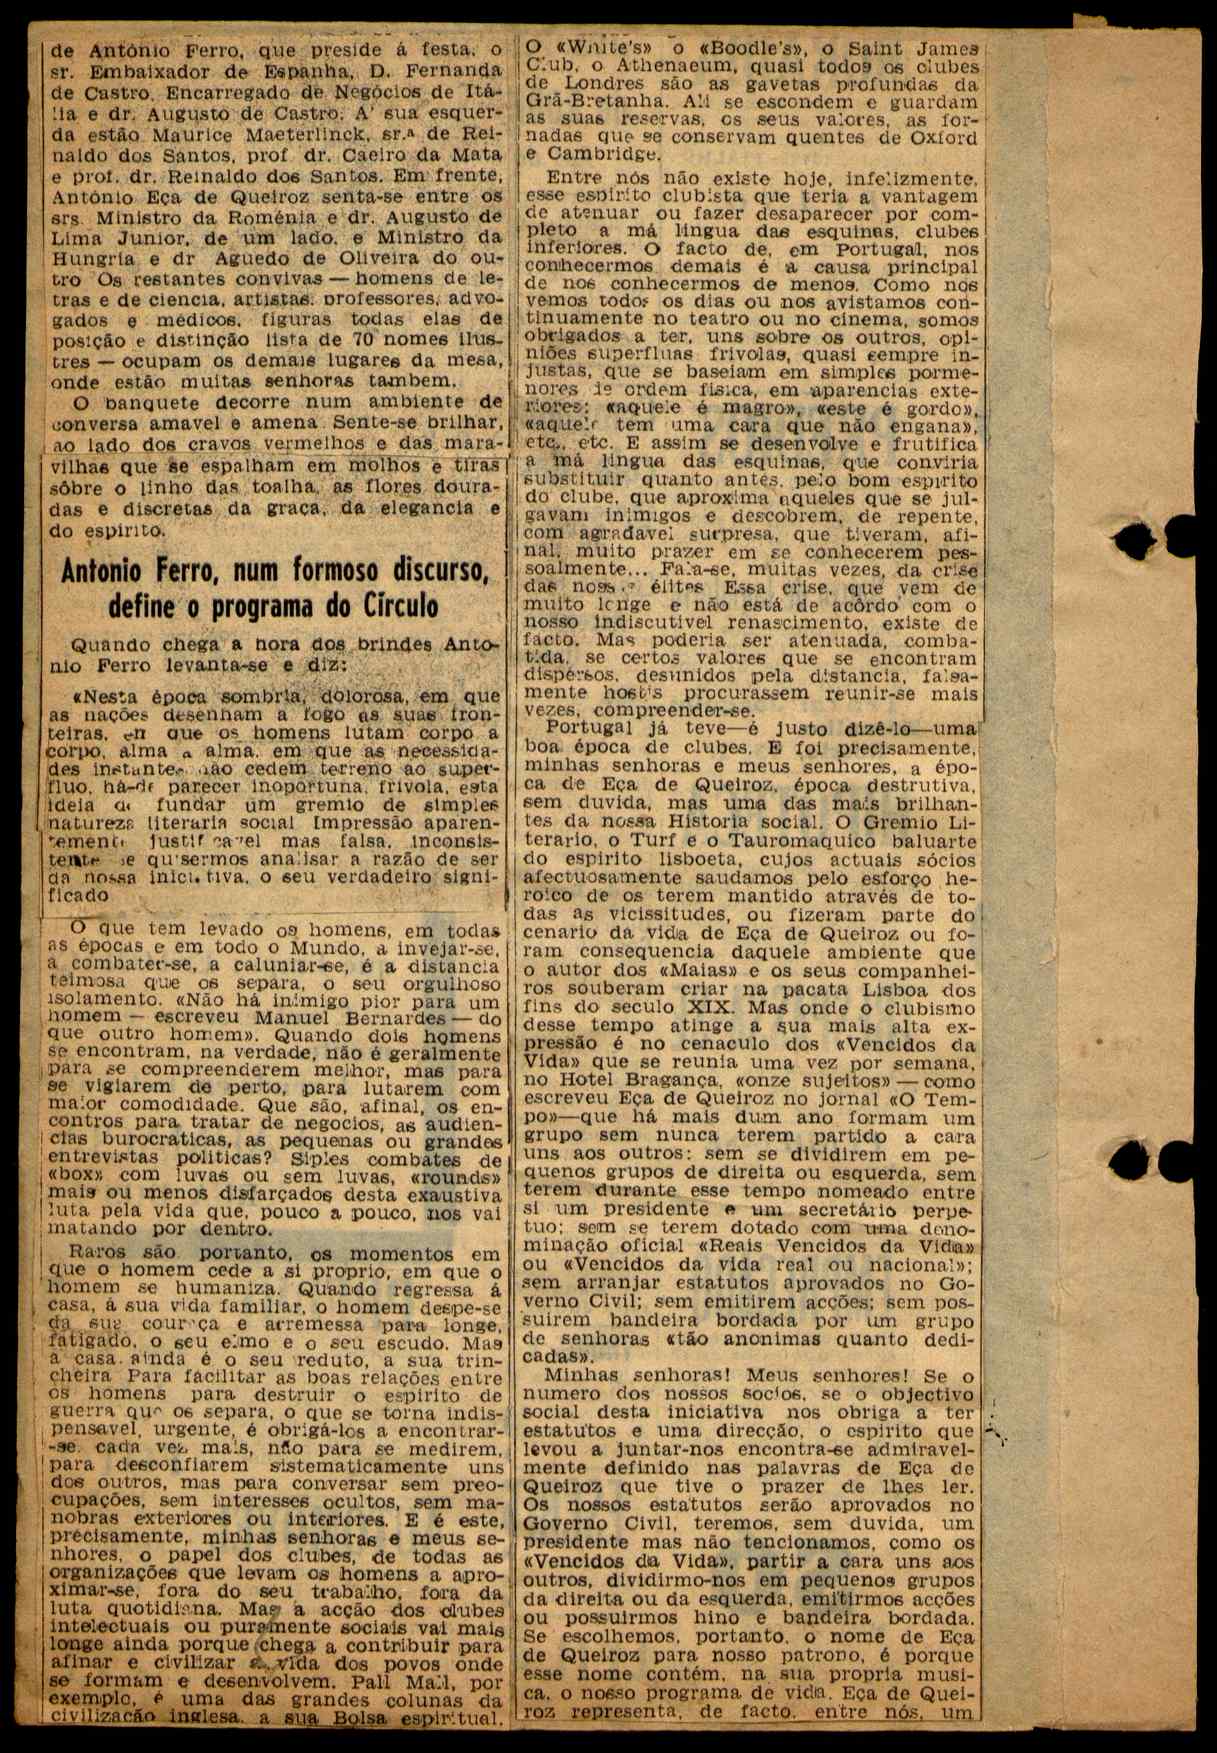 de António Ferro, que preside á festa, o
sr. Embaixador de Espanha, D. Fernanda
de Castro, Encarregado de Negócios de Itá-
lia e dr. Augusto de Castro. A' sua esquer-
da estão Maurice Maeterlinck, sr.ª de Rei-
naldo dos Santos, prof. dr. Caeiro da Mata
e prof. dr. Reinaldo dos Santos. Em frente,
António Eça de Queiroz senta-se entre os
srs. Ministro da Roménia e dr. Augusto de
Lima Junior, de um lado, e Ministro da
Hungria e dr Aguedo de Oliveira do ou-
tro Os restantes convivas — homens de le-
tras e de ciencia, artistas, professores, advo-
gados e médicos, figuras todas elas de
posição e distinção lista de 70 nomes ilus-
tres — ocupam os demais lugares da mesa,
onde estão muitas senhoras tambem.
O banquete decorre num ambiente de
conversa amavel e amena Sente-se brilhar,
ao lado dos cravos vermelhos e das mara-
vilhas que se espalham em molhos e tiras
sôbre o linho das toalha, as flores doura-
das e discretas da graça, da elegancia e
do espirito.
Antonio Ferro, num formoso discurso,
define o programa do Círculo
Quando chega a hora dos brindes Anto-
nio Ferro levanta-se e diz:
«Nesta época sombria, dolorosa, em que
as nações desenham a fogo as suas fron-
teiras, en que os homens lutam corpo a
corpo, alma a alma, em que as necessida-
des instantes não cedem terreno ao super-
fluo, há-de parecer inoportuna, frivola, esta
ideia de fundar um gremio de simples
natureza literaria social Impressão aparen-
temente justificavel mas falsa, inconsis-
tente se quisermos analisar a razão de ser
da nossa iniciativa, o seu verdadeiro signi-
ficado
O que tem levado os homens, em todas
as épocas e em todo o Mundo, a invejar-se,
a combater-se, a caluniar-se, é a distancia
teimosa que os separa, o seu orgulhoso
isolamento. «Não há inimigo pior para um
homem — escreveu Manuel Bernardes — do
que outro homem». Quando dois homens
se encontram, na verdade, não é geralmente
para se compreenderem melhor, mas para
se vigiarem de perto, para lutarem com
maior comodidade. Que são, afinal, os en-
contros para tratar de negocios, as audien-
cias burocraticas, as pequenas ou grandes
entrevistas politicas? Siples combates de
«box» com luvas ou sem luvas, «rounds»
mais ou menos disfarçados desta exaustiva
luta pela vida que, pouco a pouco, nos vai
matando por dentro.
Raros são portanto, os momentos em
que o homem cede a si proprio, em que o
homem se humaniza. Quando regressa á
casa, á sua vida familiar, o homem despe-se
da sua couraça e arremessa para longe,
fatigado, o seu elmo e o seu escudo. Mas
a casa ainda é o seu reduto, a sua trin-
cheira Para facilitar as boas relações entre
os homens para destruir o espirito de
guerra que os separa, o que se torna indis-
pensavel, urgente, é obrigá-los a encontrar-
-se cada vez mais, não para se medirem,
para desconfiarem sistematicamente uns
dos outros, mas para conversar sem preo-
cupações, sem interesses ocultos, sem ma-
nobras exteriores ou interiores. E é este,
precisamente, minhas senhoras e meus se-
nhores, o papel dos clubes, de todas as
organizações que levam os homens a apro-
ximar-se, fora do seu trabalho, fora da
luta quotidiana. Mas a acção dos clubes
intelectuais ou puramente sociais vai mais
longe ainda porque chega a contribuir para
afinar e civilizar a vida dos povos onde
se formam e desenvolvem. Pall Mall, por
exemplo, é uma das grandes colunas da
civilização inglesa, a sua Bolsa espiritual.
O «White's» o «Boodle's», o Saint James
Club, o Athenaeum, quasi todos os clubes
de Londres são as gavetas profundas da
Grã-Bretanha. Ali se escondem e guardam
as suas reservas, os seus valores, as for-
nadas que se conservam quentes de Oxford
e Cambridge.
Entre nós não existe hoje, infelizmente,
esse espirito clubista que teria a vantagem
de atenuar ou fazer desaparecer por com-
pleto a má lingua das esquinas, clubes
inferiores. O facto de, em Portugal, nos
conhecermos demais é a causa principal
de nos conhecermos de menos. Como nos
vemos todos os dias ou nos avistamos con-
tinuamente no teatro ou no cinema, somos
obrigados a ter, uns sobre os outros, opi-
niões superfluas frivolas, quasi sempre in-
justas, que se baseiam em simples porme-
nores de ordem fisica, em aparencias exte-
riores: «aquele é magro», «este é gordo»,
«aquele tem uma cara que não engana»,
etc., etc. E assim se desenvolve e frutifica
a má lingua das esquinas, que conviria
substituir quanto antes, pelo bom espirito
do clube, que aproxima aqueles que se jul-
gavam inimigos e descobrem, de repente,
com agradavel surpresa, que tiveram, afi-
nal, muito prazer em se conhecerem pes-
soalmente... Fala-se, muitas vezes, da crise
das nossas élites Essa crise, que vem de
muito longe e não está de acôrdo com o
nosso indiscutivel renascimento, existe de
facto. Mas poderia ser atenuada, comba-
tida, se certos valores que se encontram
dispersos, desunidos pela distancia, falsa-
mente hostis procurassem reunir-se mais
vezes, compreender-se.
Portugal já teve—é justo dizê-lo—uma
boa época de clubes. E foi precisamente,
minhas senhoras e meus senhores, a épo-
ca de Eça de Queiroz, época destrutiva,
sem duvida, mas uma das mais brilhan-
tes da nossa Historia social. O Gremio Li-
terario, o Turf e o Tauromaquico baluarte
do espirito lisboeta, cujos actuais sócios
afectuosamente saudamos pelo esforço he-
roico de os terem mantido através de to-
das as vicissitudes, ou fizeram parte do
cenario da vida de Eça de Queiroz ou fo-
ram consequencia daquele ambiente que
o autor dos «Maias» e os seus companhei-
ros souberam criar na pacata Lisboa dos
fins do seculo XIX. Mas onde o clubismo
desse tempo atinge a sua mais alta ex-
pressão é no cenaculo dos «Vencidos da
Vida» que se reunia uma vez por semana,
no Hotel Bragança, «onze sujeitos» — como
escreveu Eça de Queiroz no jornal «O Tem-
po»—que há mais dum ano formam um
grupo sem nunca terem partido a cara
uns aos outros: sem se dividirem em pe-
quenos grupos de direita ou esquerda, sem
terem durante esse tempo nomeado entre
si um presidente e um secretário perpe-
tuo; sem se terem dotado com uma deno-
minação oficial «Reais Vencidos da Vida»
ou «Vencidos da vida real ou nacional»;
sem arranjar estatutos aprovados no Go-
verno Civil; sem emitirem acções; sem pos-
suirem bandeira bordada por um grupo
de senhoras «tão anonimas quanto dedi-
cadas».
Minhas senhoras! Meus senhores! Se o
numero dos nossos socios, se o objectivo
social desta iniciativa nos obriga a ter
estatutos e uma direcção, o espirito que
levou a juntar-nos encontra-se admiravel-
mente definido nas palavras de Eça de
Queiroz que tive o prazer de lhes ler.
Os nossos estatutos serão aprovados no
Governo Civil, teremos, sem duvida, um
presidente mas não tencionamos, como os
«Vencidos da Vida», partir a cara uns aos
outros, dividirmo-nos em pequenos grupos
da direita ou da esquerda, emitirmos acções
ou possuirmos hino e bandeira bordada.
Se escolhemos, portanto, o nome de Eça
de Queiroz para nosso patrono, é porque
esse nome contém, na sua propria musi-
ca, o nosso programa de vida. Eça de Quei-
roz representa, de facto, entre nós, um